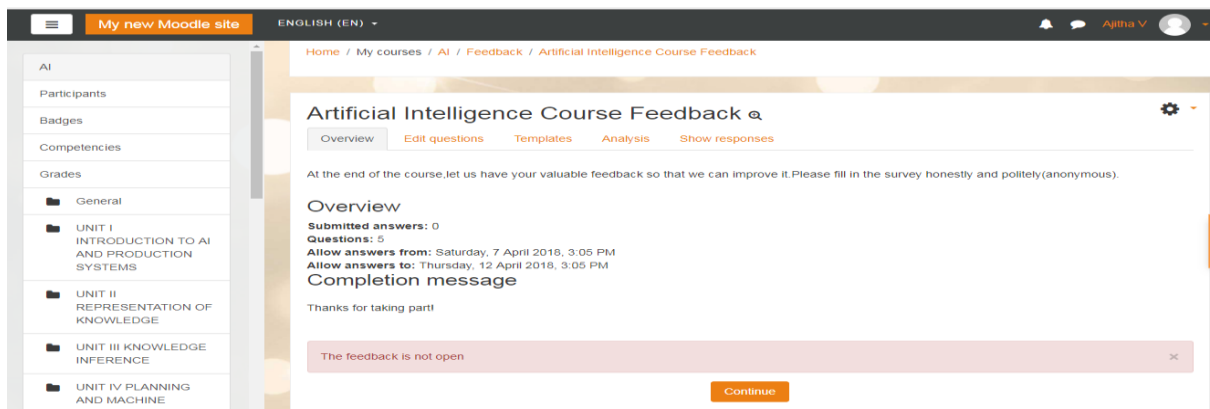 My new Moodle site
ENGLISH (EN)
Ajitha V
AI
Participants
Badges
Competencies
Grades
General
UNIT I
INTRODUCTION TO AI
AND PRODUCTION
SYSTEMS
UNIT II
REPRESENTATION OF
KNOWLEDGE
UNIT III KNOWLEDGE
INFERENCE
UNIT IV PLANNING
AND MACHINE
Home / My courses / AI / Feedback / Artificial Intelligence Course Feedback
Artificial Intelligence Course Feedback
Overview Edit questions Templates Analysis Show responses
At the end of the course,let us have your valuable feedback so that we can improve it.Please fill in the survey honestly and politely(anonymous).
Overview
Submitted answers: 0
Questions: 5
Allow answers from: Saturday, 7 April 2018, 3:05 PM
Allow answers to: Thursday, 12 April 2018, 3:05 PM
Completion message
Thanks for taking part!
The feedback is not open ×
Continue